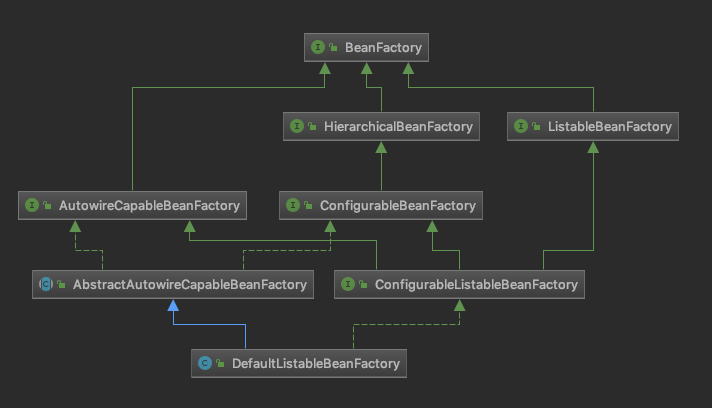 BeanFactory
HierarchicalBeanFactory
ListableBeanFactory
AutowireCapableBeanFactory
ConfigurableBeanFactory
AbstractAutowireCapableBeanFactory
ConfigurableListableBeanFactory
DefaultListableBeanFactory